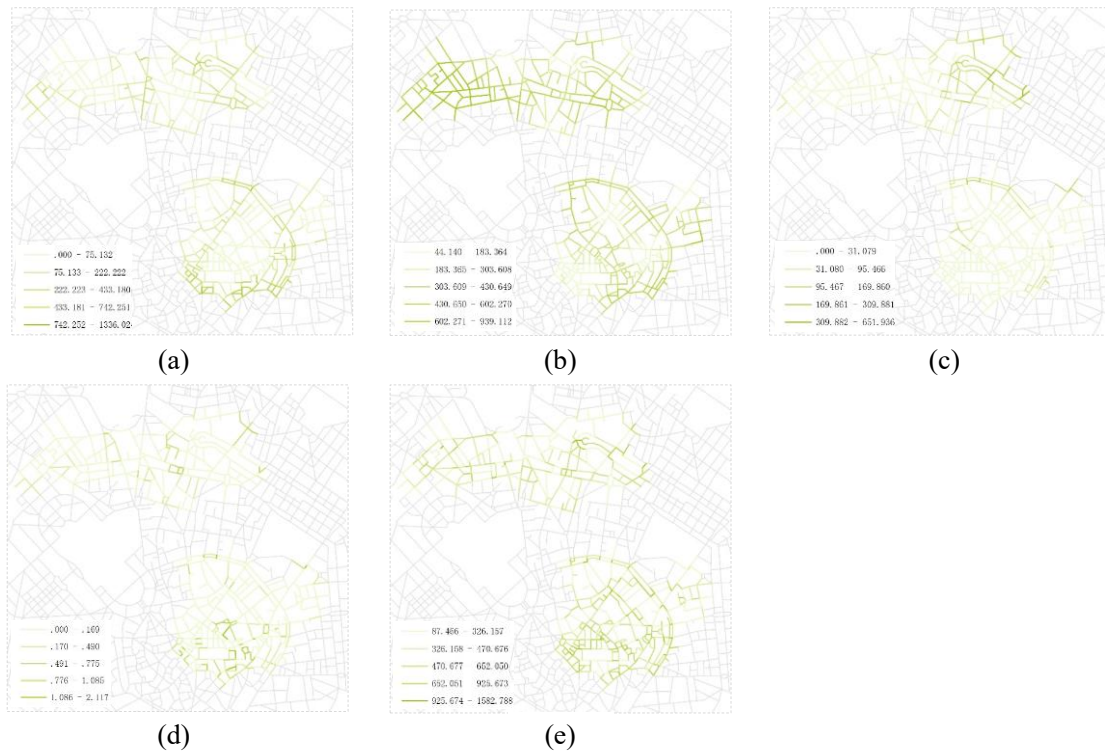 .000 - 75.132
75.133 - 222.222
222.223 - 433.180
433.181 - 742.251
742.252 - 1336.02
(a)
44.140 183.364
183.365 - 303.608
303.609 - 430.649
430.650 - 602.270
602.271 - 939.112
(b)
.000 - 31.079
31.080 95.466
95.467 169.860
169.861 - 309.881
309.882 - 651.936
(c)
.000 .169
.170 - .490
.491 - .775
.776 - 1.085
1.086 - 2.117
(d)
87.466 - 326.157
326.158 - 470.676
470.677 652.050
652.051 925.673
925.674 - 1582.788
(e)